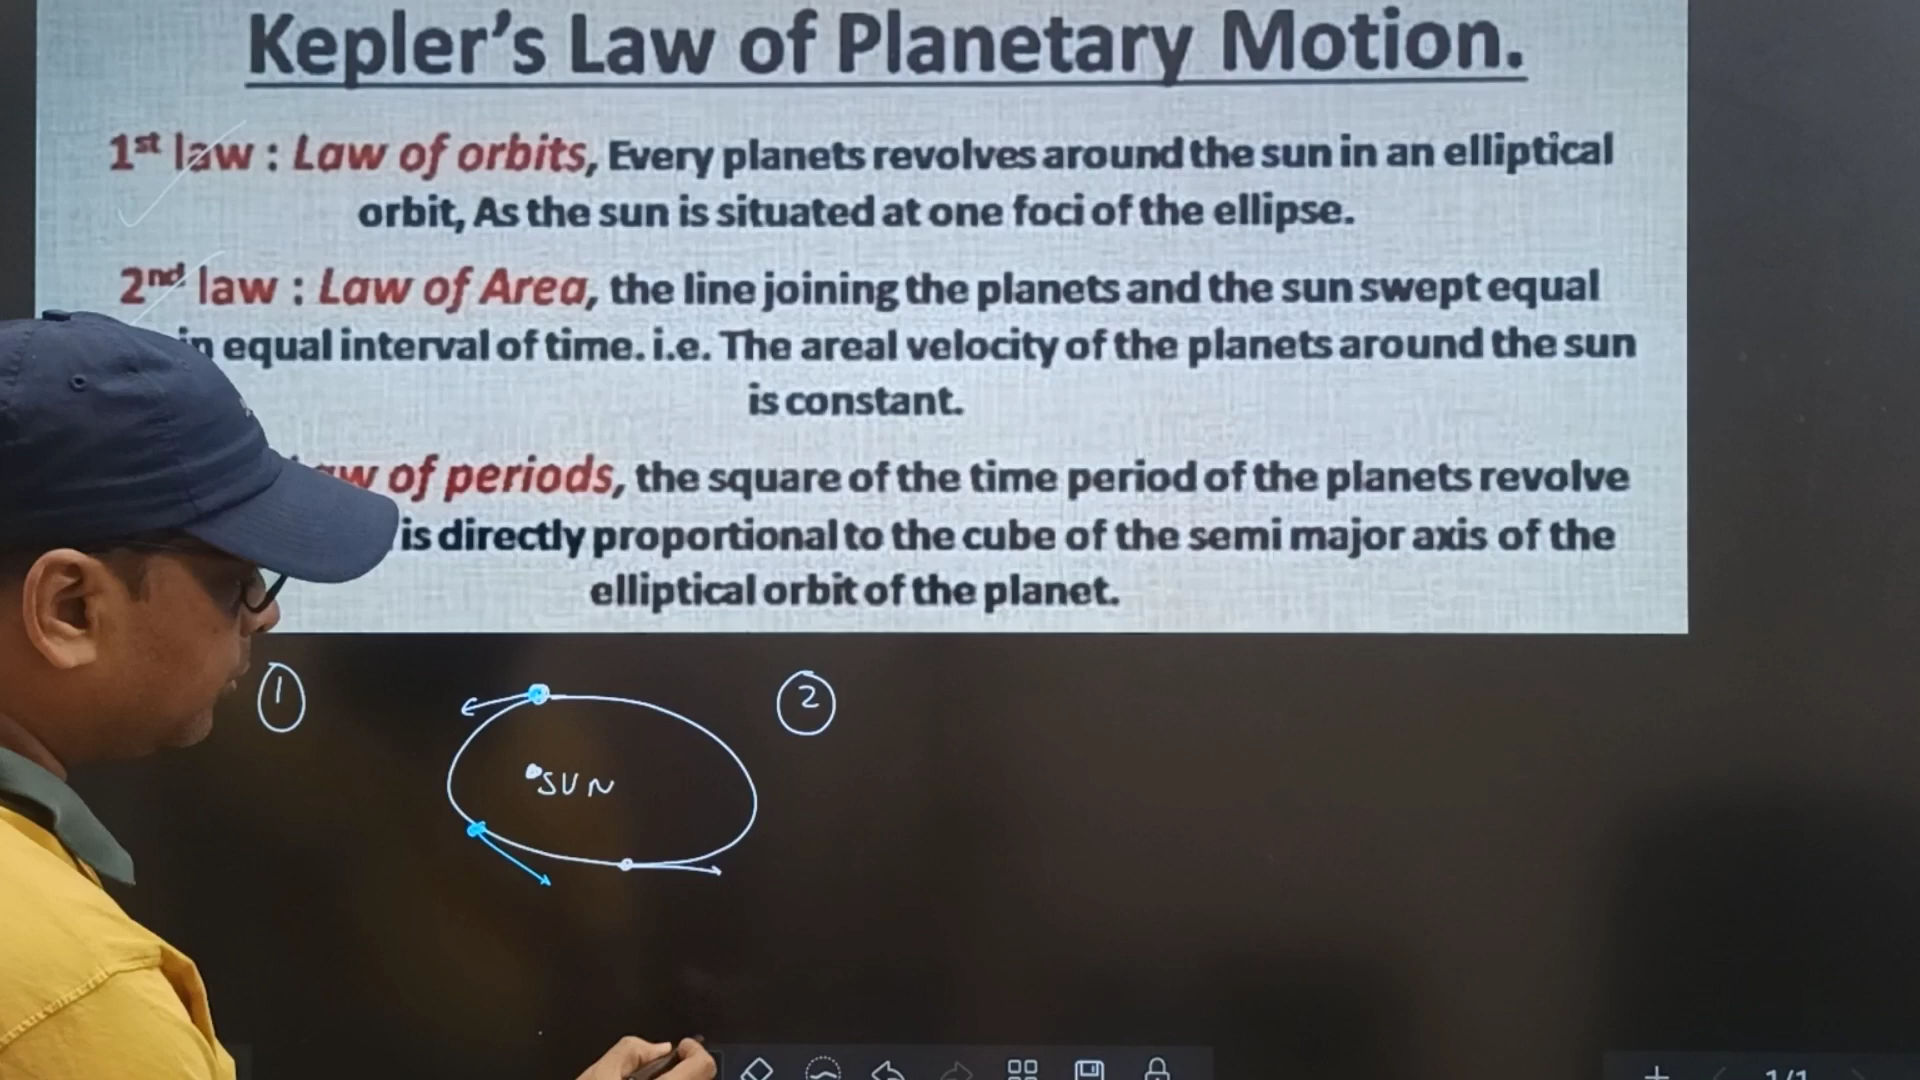 Kepler's Law of Planetary Motion.
1st law : Law of orbits, Every planets revolves around the sun in an elliptical
orbit, As the sun is situated at one foci of the ellipse.
2nd law : Law of Area, the line joining the planets and the sun swept equal
in equal interval of time. i.e. The areal velocity of the planets around the sun
is constant.
of periods, the square of the time period of the planets revolve
is directly proportional to the cube of the semi major axis of the
elliptical orbit of the planet.
1
2
SUN
1/1